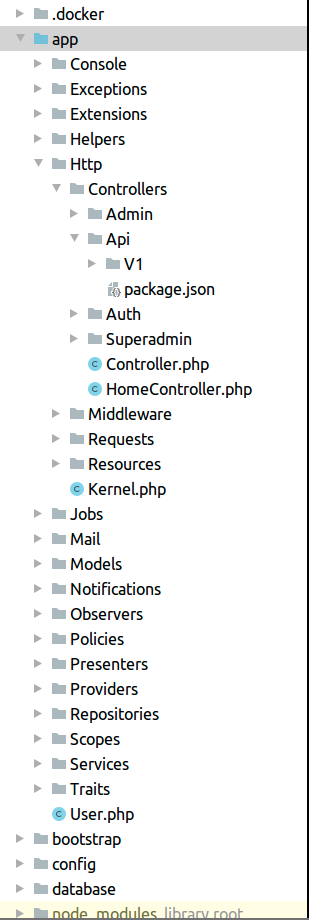 .docker
app
Console
Exceptions
Extensions
Helpers
Http
Controllers
Admin
Api
V1
package.json
Auth
Superadmin
Controller.php
HomeController.php
Middleware
Requests
Resources
Kernel.php
Jobs
Mail
Models
Notifications
Observers
Policies
Presenters
Providers
Repositories
Scopes
Services
Traits
User.php
bootstrap
config
database
node_modules library root